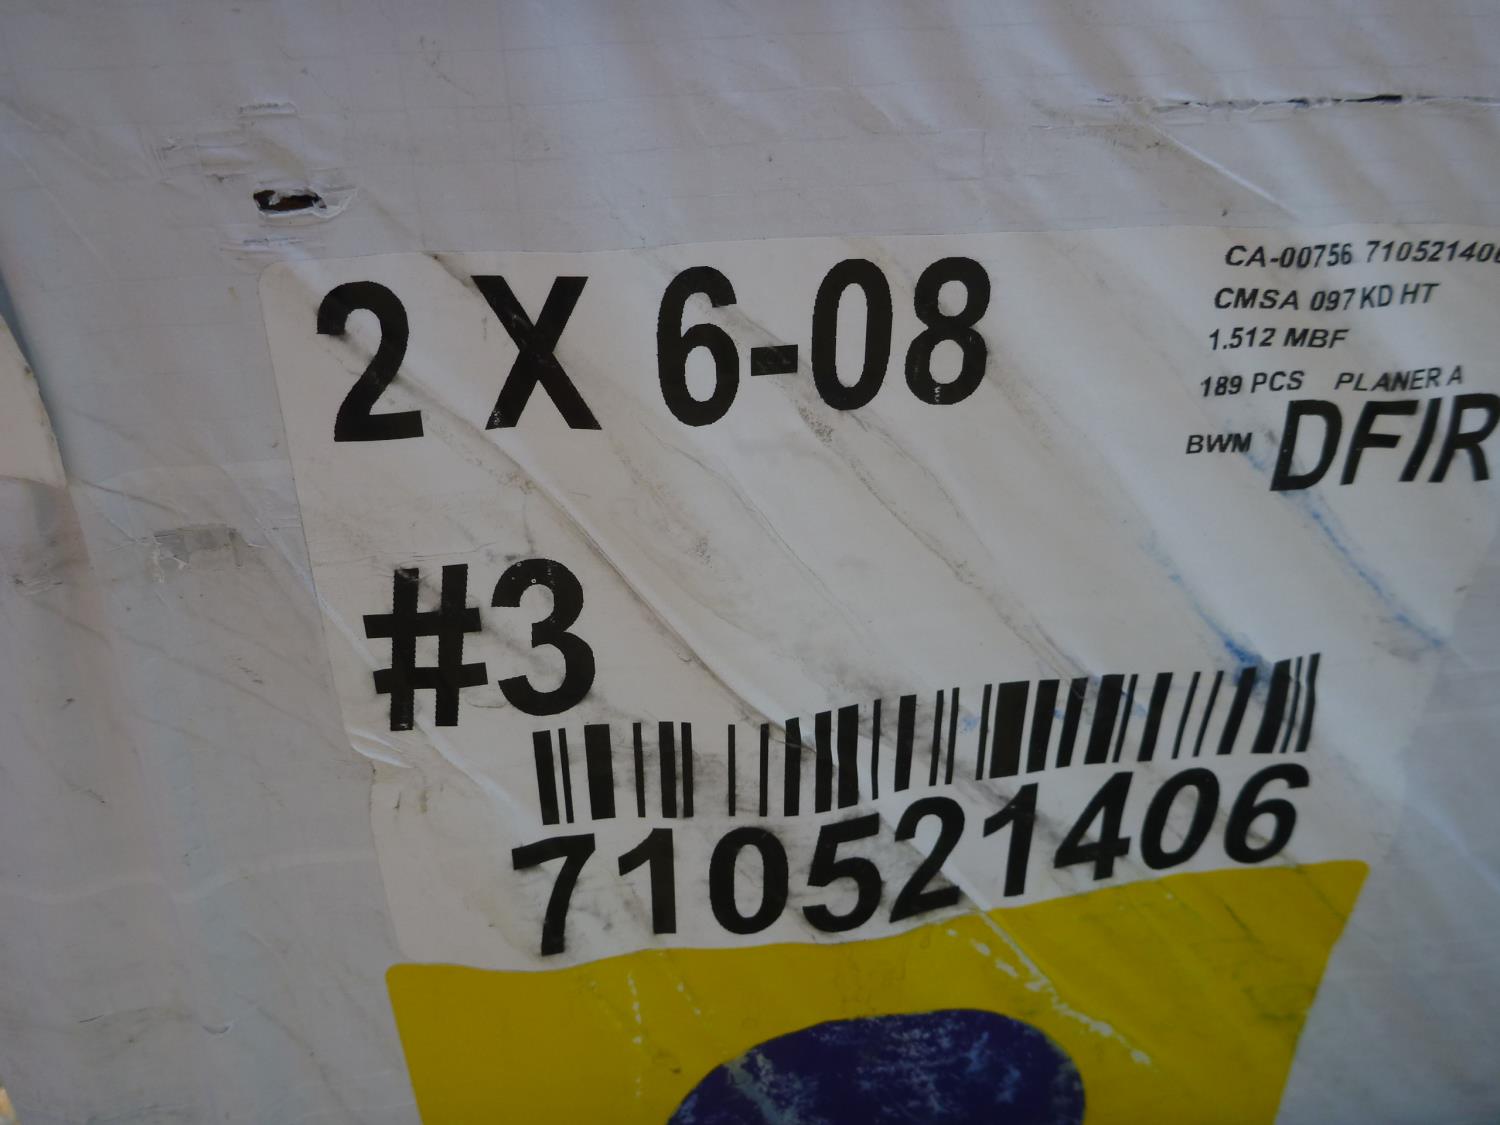 2 X 6-08
CA-00756 710521406
CMSA 097 KD HT
1.512 MBF
189 PCS PLANER A
BWM DFIR
#3
710521406